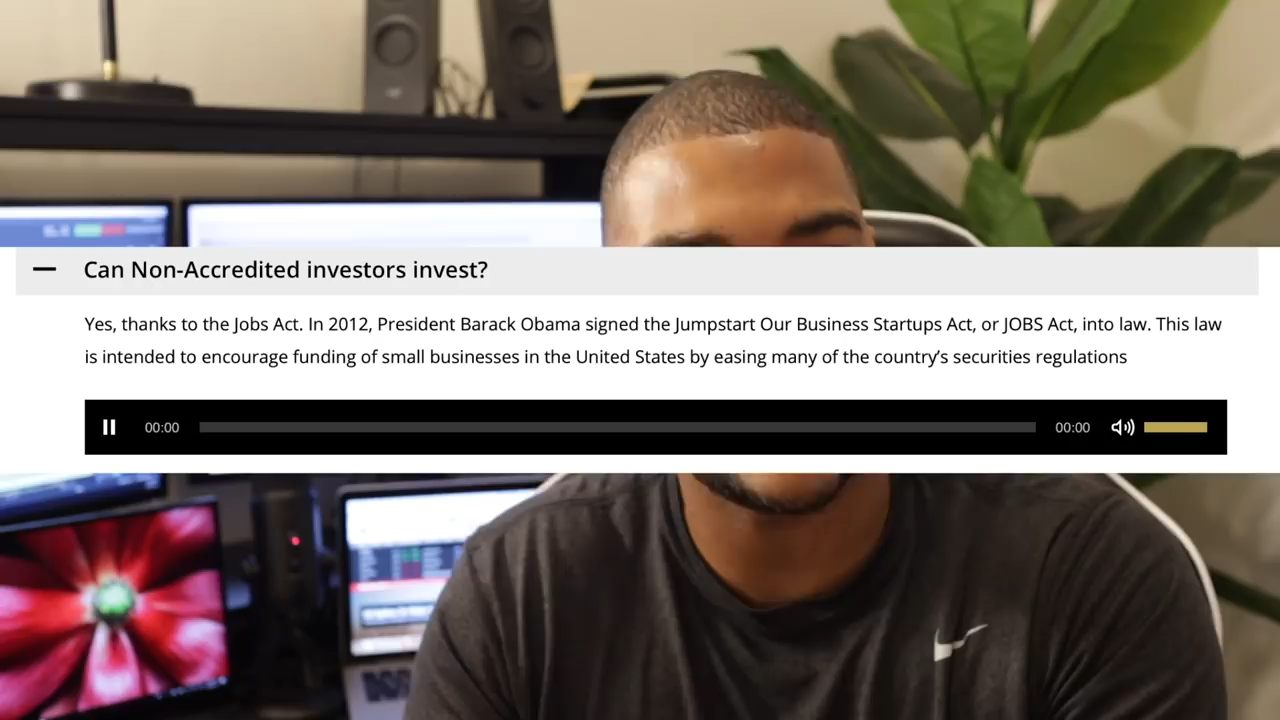 Can Non-Accredited investors invest?
Yes, thanks to the Jobs Act. In 2012, President Barack Obama signed the Jumpstart Our Business Startups Act, or JOBS Act, into law. This law
is intended to encourage funding of small businesses in the United States by easing many of the country’s securities regulations
00:00 00:00